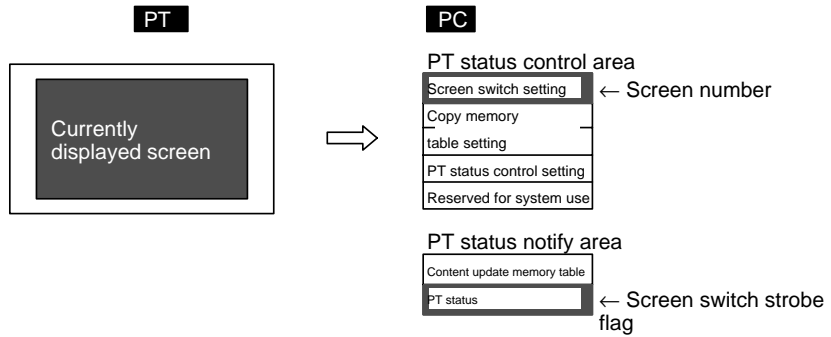 PT
PC
PT status control area
Screen switch setting
← Screen number
Copy memory
table setting
PT status control setting
Reserved for system use
Currently
displayed screen
PT status notify area
Content update memory table
PT status
← Screen switch strobe
flag